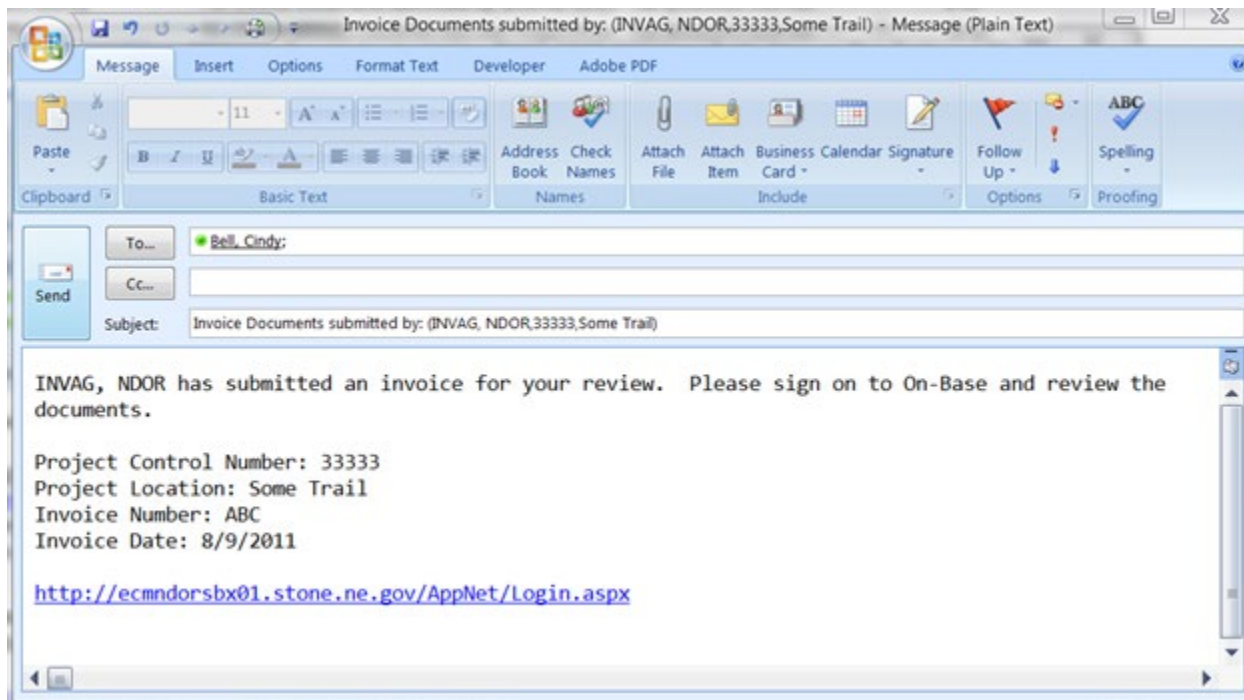 Invoice Documents submitted by: (INVAG, NDOR,33333,Some Trail) - Message (Plain Text)
Message Insert Options Format Text Developer Adobe PDF
11 A A
Paste
B I U A
Address Book
Check Names
Attach File
Attach Item
Business Card
Calendar
Signature
Follow Up
ABC
Spelling
Clipboard Basic Text Names Include Options Proofing
To... Bell, Cindy;
Cc...
Send
Subject: Invoice Documents submitted by: (INVAG, NDOR,33333,Some Trail)
INVAG, NDOR has submitted an invoice for your review. Please sign on to On-Base and review the
documents.
Project Control Number: 33333
Project Location: Some Trail
Invoice Number: ABC
Invoice Date: 8/9/2011
http://ecmndorsbx01.stone.ne.gov/AppNet/Login.aspx